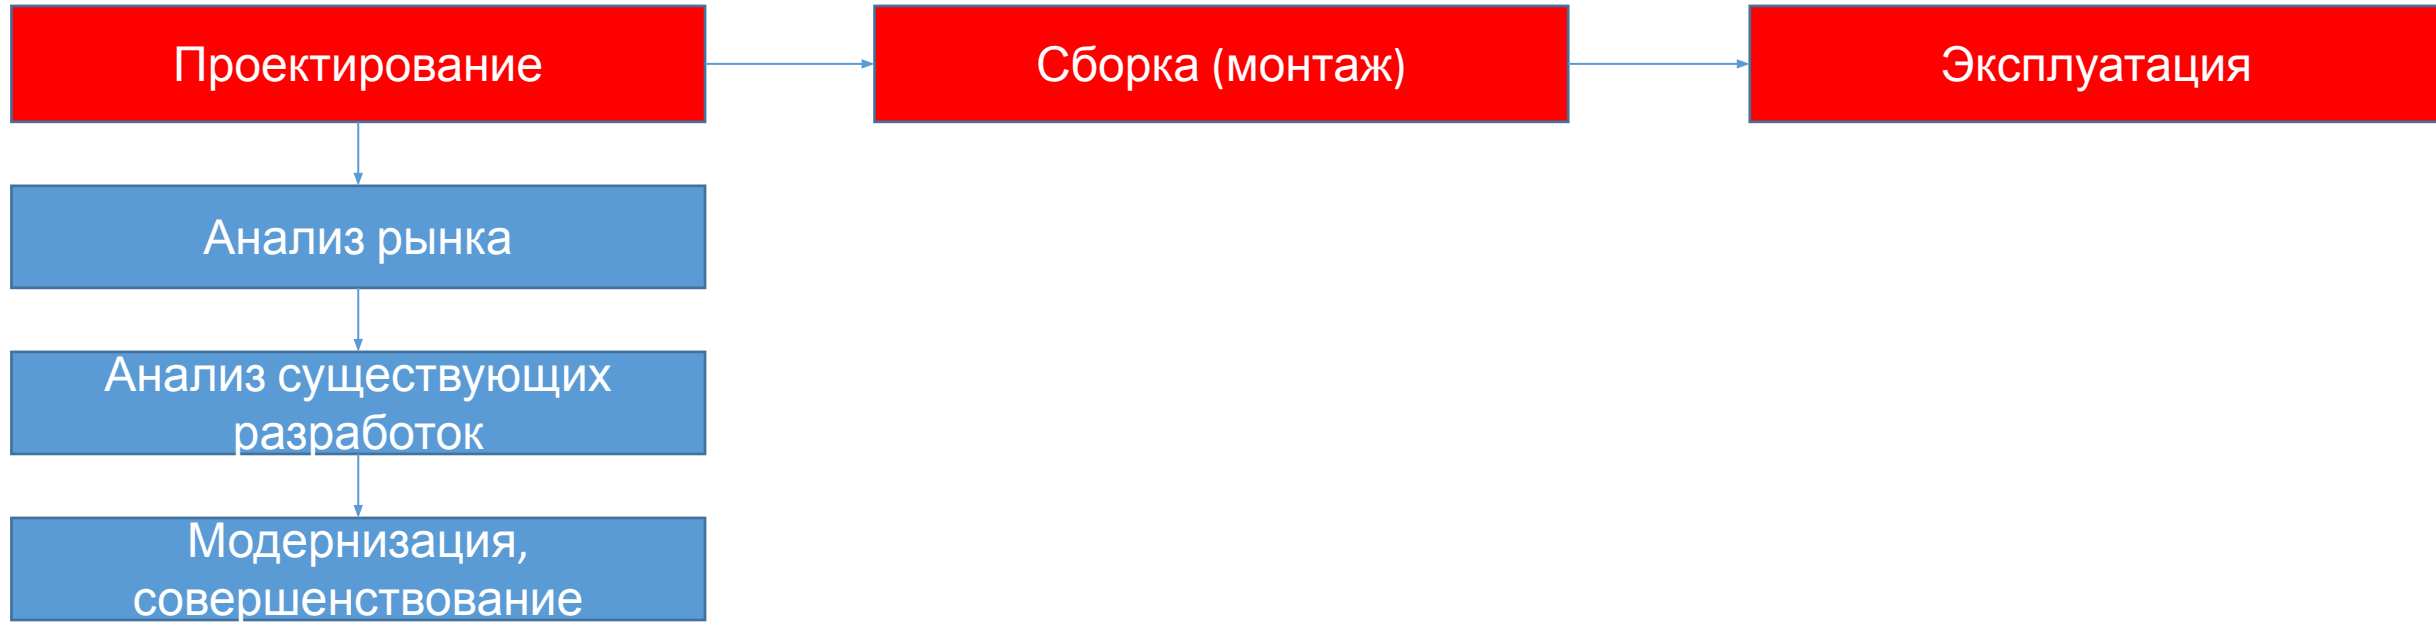 Проектирование
Сборка (монтаж)
Эксплуатация
Анализ рынка
Анализ существующих
разработок
Модернизация,
совершенствование